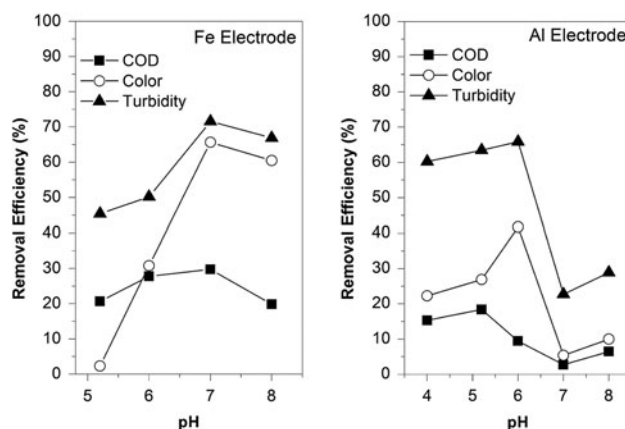 Fe Electrode
COD
Color
Turbidity
Removal Efficiency (%)
100
90
80
70
60
50
40
30
20
10
0
5 6 7 8
pH
Al Electrode
COD
Color
Turbidity
Removal Efficiency (%)
100
90
80
70
60
50
40
30
20
10
0
4 5 6 7 8
pH